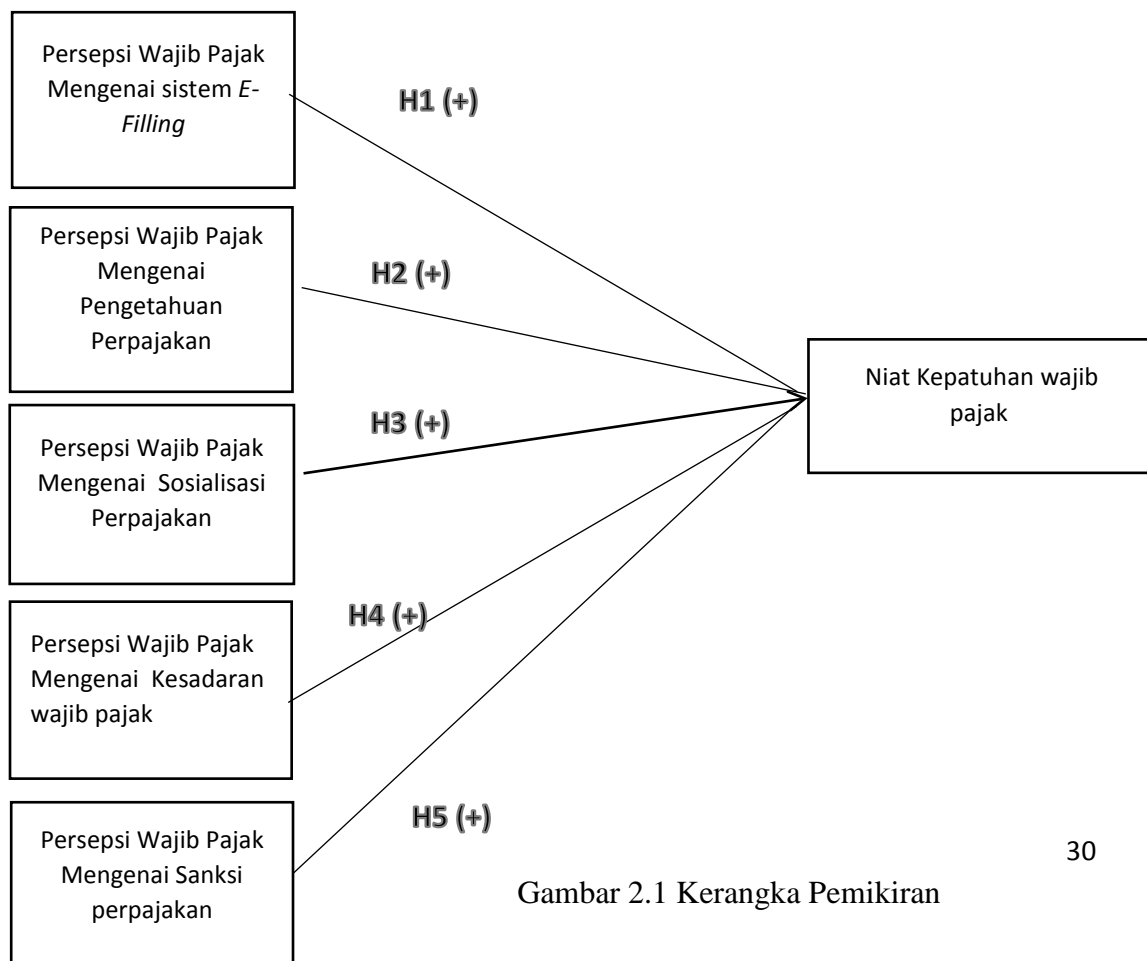 Persepsi Wajib Pajak
Mengenai sistem E-
Filling
H1 (+)
Persepsi Wajib Pajak
Mengenai
Pengetahuan
Perpajakan
H2 (+)
Persepsi Wajib Pajak
Mengenai Sosialisasi
Perpajakan
H3 (+)
Niat Kepatuhan wajib
pajak
Persepsi Wajib Pajak
Mengenai Kesadaran
wajib pajak
H4 (+)
Persepsi Wajib Pajak
Mengenai Sanksi
perpajakan
H5 (+)
30
Gambar 2.1 Kerangka Pemikiran